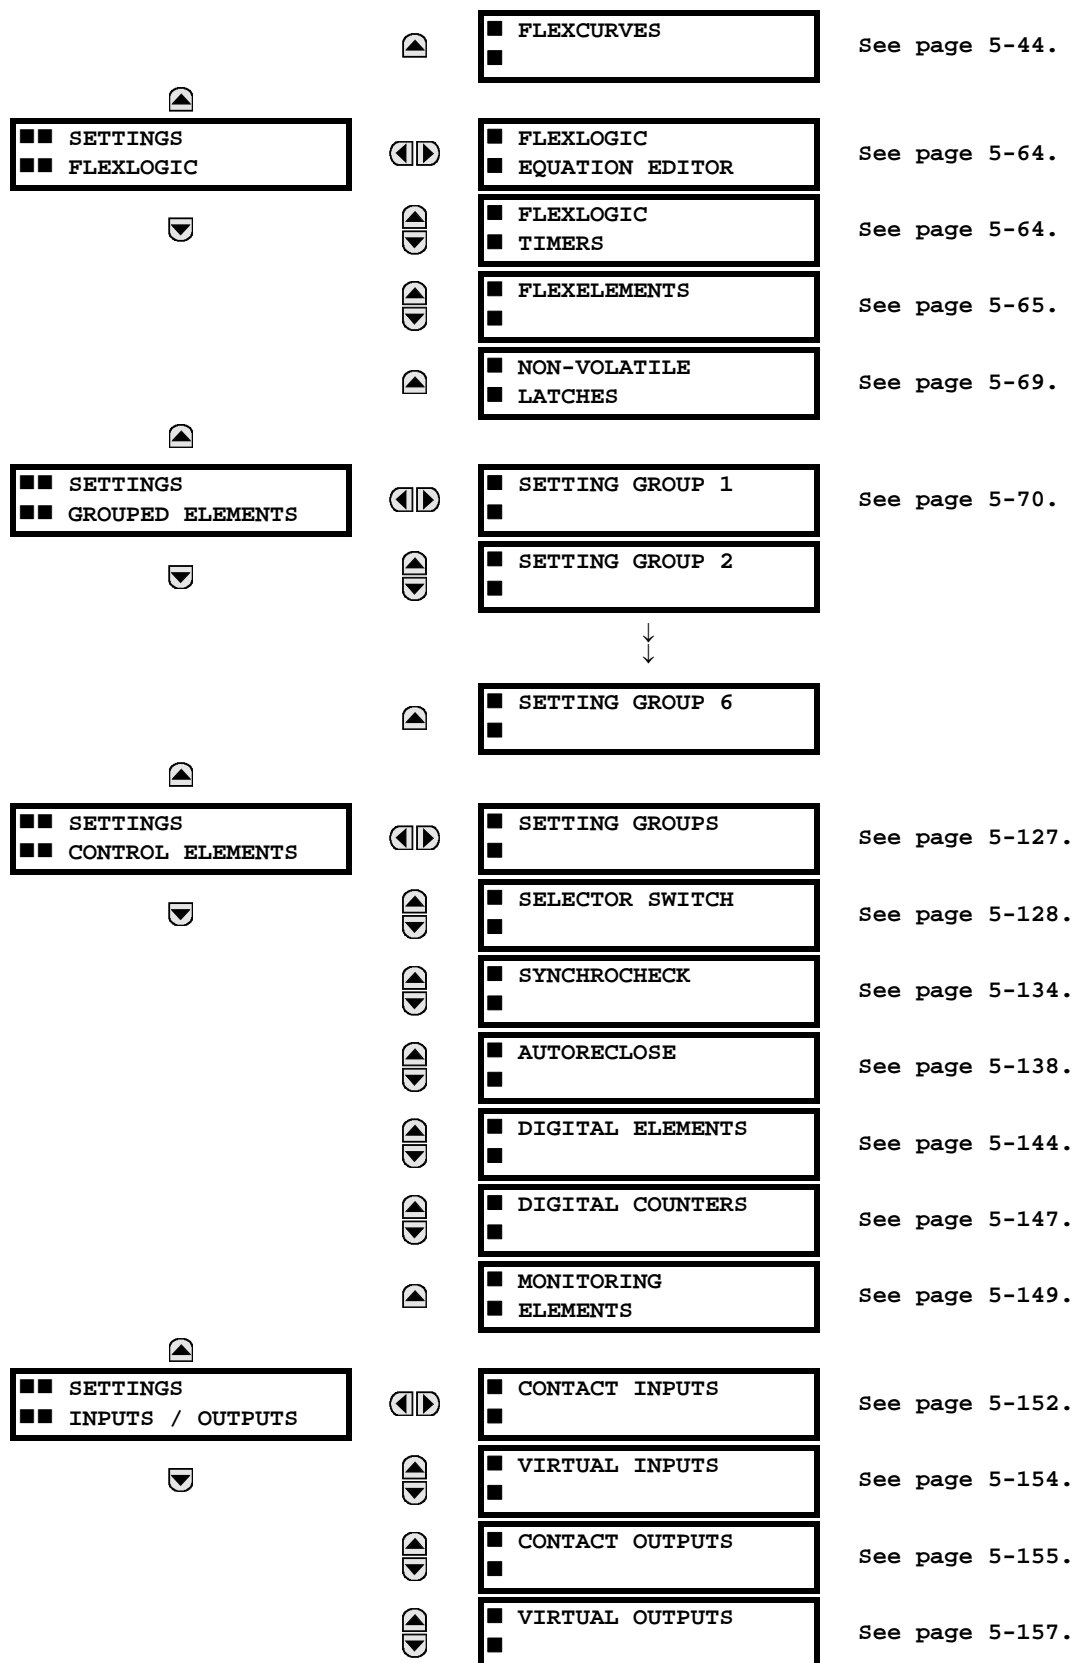 FLEXCURVES
See page 5-44.
SETTINGS
FLEXLOGIC
FLEXLOGIC
EQUATION EDITOR
See page 5-64.
FLEXLOGIC
TIMERS
See page 5-64.
FLEXELEMENTS
See page 5-65.
NON-VOLATILE
LATCHES
See page 5-69.
SETTINGS
GROUPED ELEMENTS
SETTING GROUP 1
See page 5-70.
SETTING GROUP 2
↓
↓
SETTING GROUP 6
SETTINGS
CONTROL ELEMENTS
SETTING GROUPS
See page 5-127.
SELECTOR SWITCH
See page 5-128.
SYNCHROCHECK
See page 5-134.
AUTORECLOSE
See page 5-138.
DIGITAL ELEMENTS
See page 5-144.
DIGITAL COUNTERS
See page 5-147.
MONITORING
ELEMENTS
See page 5-149.
SETTINGS
INPUTS / OUTPUTS
CONTACT INPUTS
See page 5-152.
VIRTUAL INPUTS
See page 5-154.
CONTACT OUTPUTS
See page 5-155.
VIRTUAL OUTPUTS
See page 5-157.